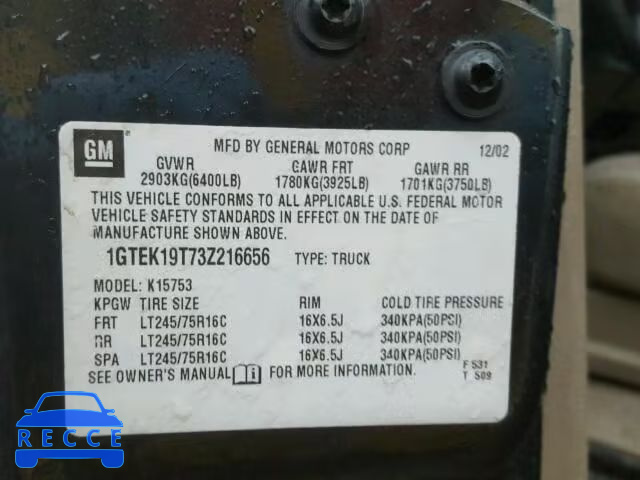 GM ®
MFD BY GENERAL MOTORS CORP 12/02
GVWR GAWR FRT GAWR RR
2903KG(6400LB) 1780KG(3925LB) 1701KG(3750LB)
THIS VEHICLE CONFORMS TO ALL APPLICABLE U.S. FEDERAL MOTOR
VEHICLE SAFETY STANDARDS IN EFFECT ON THE DATE OF
MANUFACTURE SHOWN ABOVE.
1GTEK19T73Z216656 TYPE: TRUCK
MODEL: K15753
KPGW TIRE SIZE RIM COLD TIRE PRESSURE
FRT LT245/75R16C 16X6.5J 340KPA(50PSI)
RR LT245/75R16C 16X6.5J 340KPA(50PSI)
SPA LT245/75R16C 16X6.5J 340KPA(50PSI)
SEE OWNER'S MANUAL FOR MORE INFORMATION.
F 531
T 509
RECCE